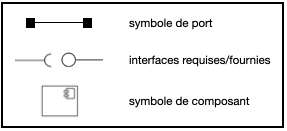 symbole de port
interfaces requises/fournies
symbole de composant